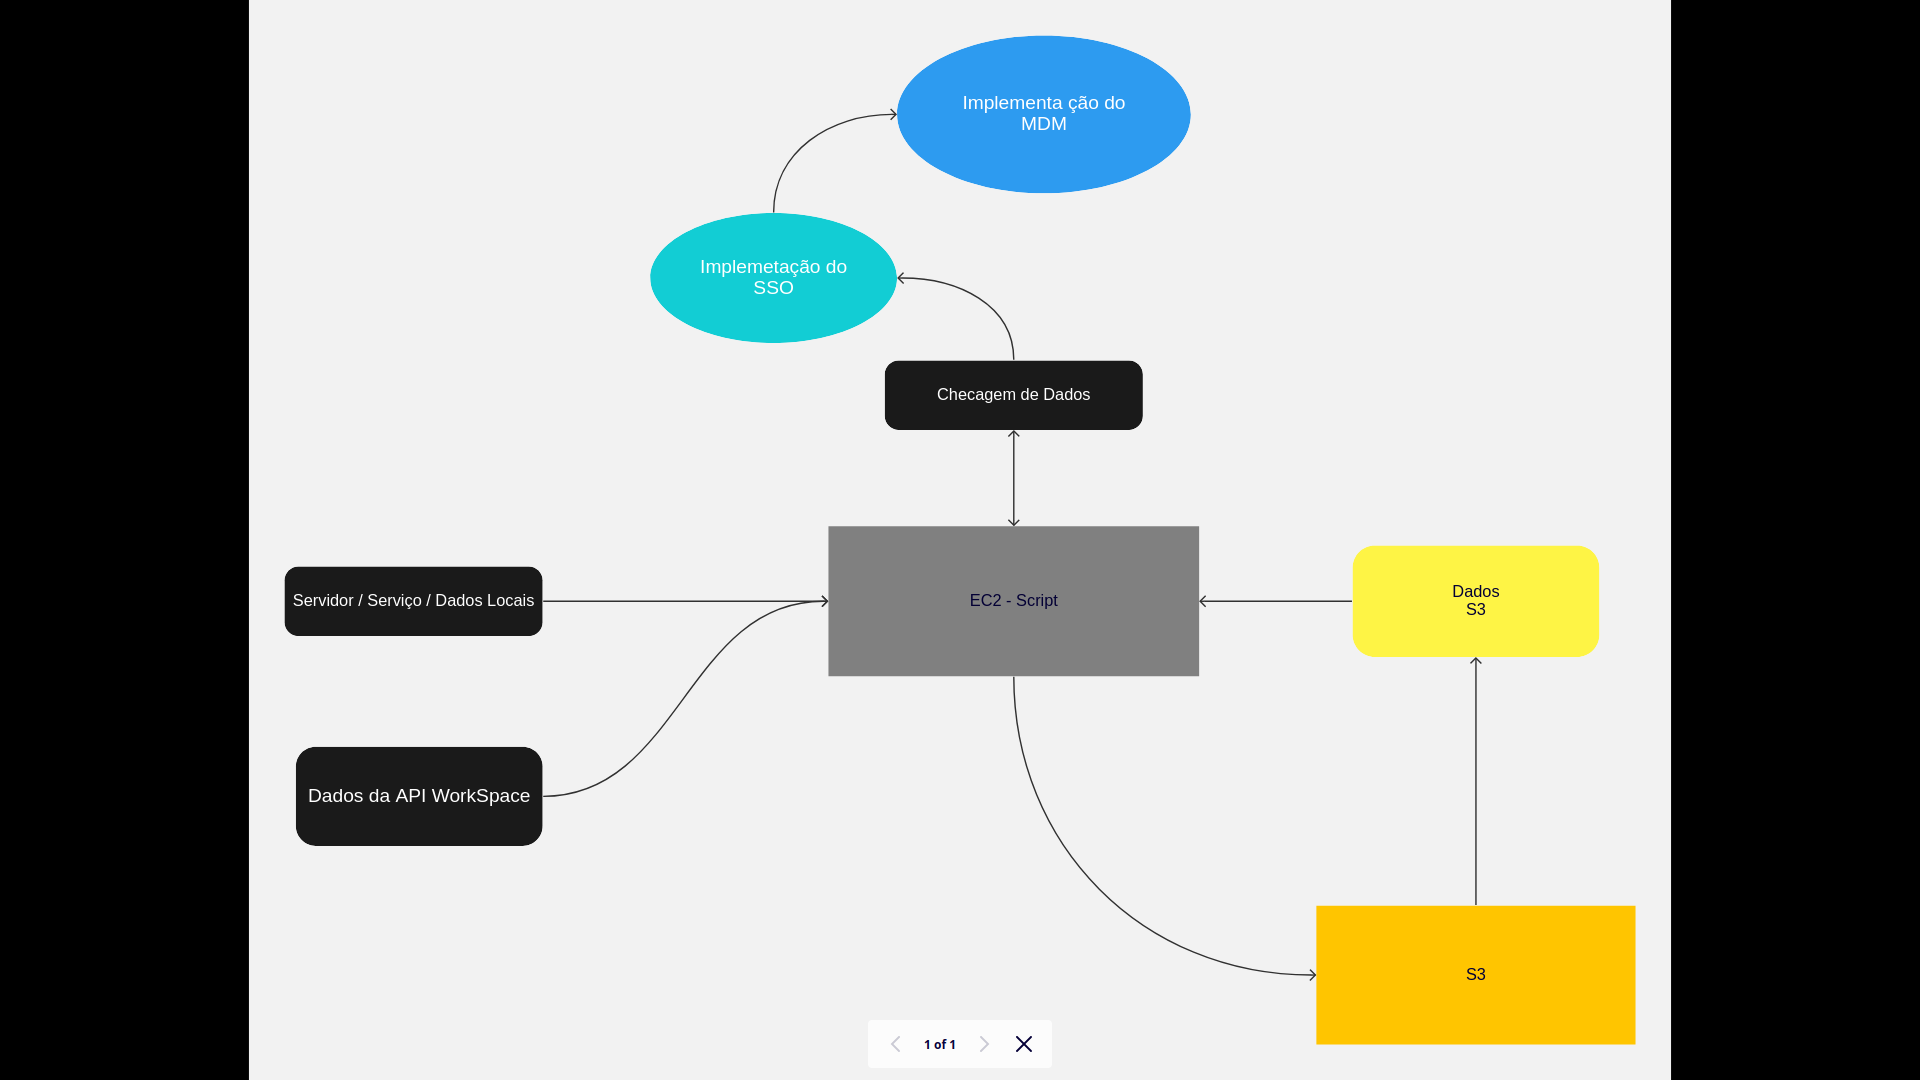 Implementa ção do
MDM
Implemetação do
SSO
Checagem de Dados
Servidor / Serviço / Dados Locais
EC2 - Script
Dados
S3
Dados da API WorkSpace
S3
1 of 1